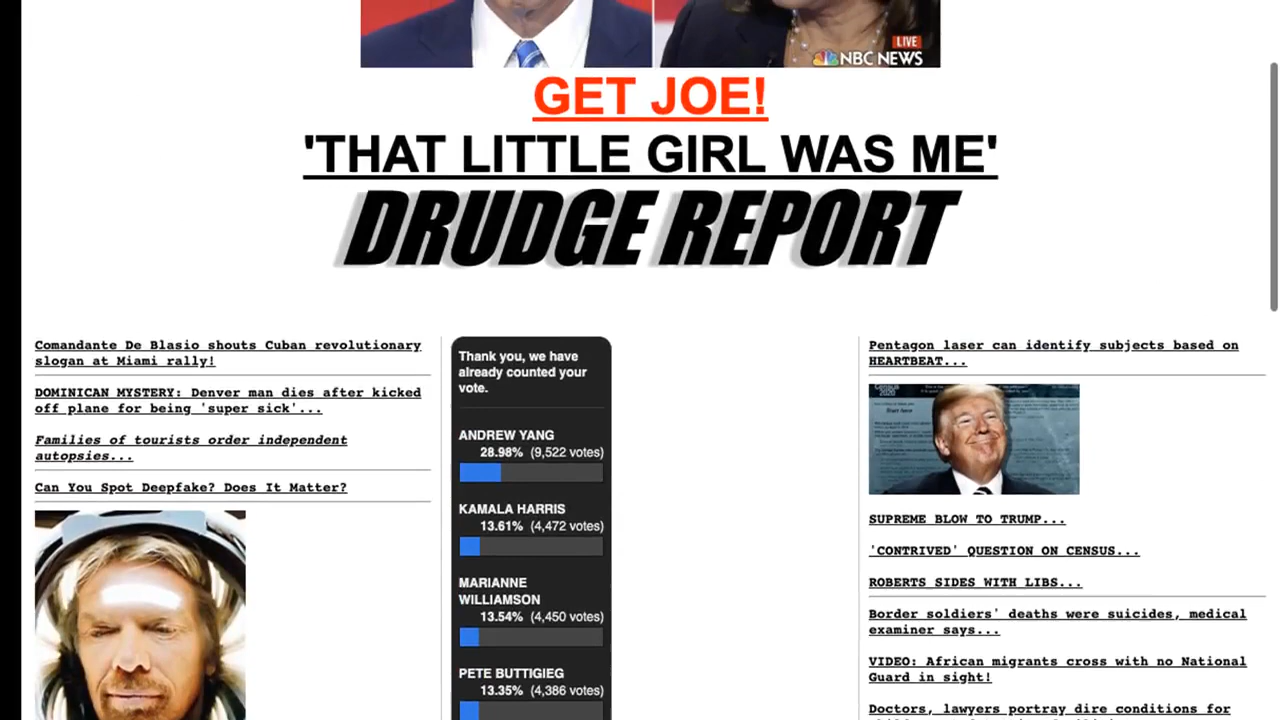 LIVE
NBC NEWS
GET JOE!
'THAT LITTLE GIRL WAS ME'
DRUDGE REPORT
Comandante De Blasio shouts Cuban revolutionary
slogan at Miami rally!
DOMINICAN MYSTERY: Denver man dies after kicked
off plane for being 'super sick'...
Families of tourists order independent
autopsies...
Can You Spot Deepfake? Does It Matter?
Thank you, we have
already counted your
vote.
ANDREW YANG
28.98% (9,522 votes)
KAMALA HARRIS
13.61% (4,472 votes)
MARIANNE
WILLIAMSON
13.54% (4,450 votes)
PETE BUTTIGIEG
13.35% (4,386 votes)
Pentagon laser can identify subjects based on
HEARTBEAT...
SUPREME BLOW TO TRUMP...
'CONTRIVED' QUESTION ON CENSUS...
ROBERTS SIDES WITH LIBS...
Border soldiers' deaths were suicides, medical
examiner says...
VIDEO: African migrants cross with no National
Guard in sight!
Doctors, lawyers portray dire conditions for